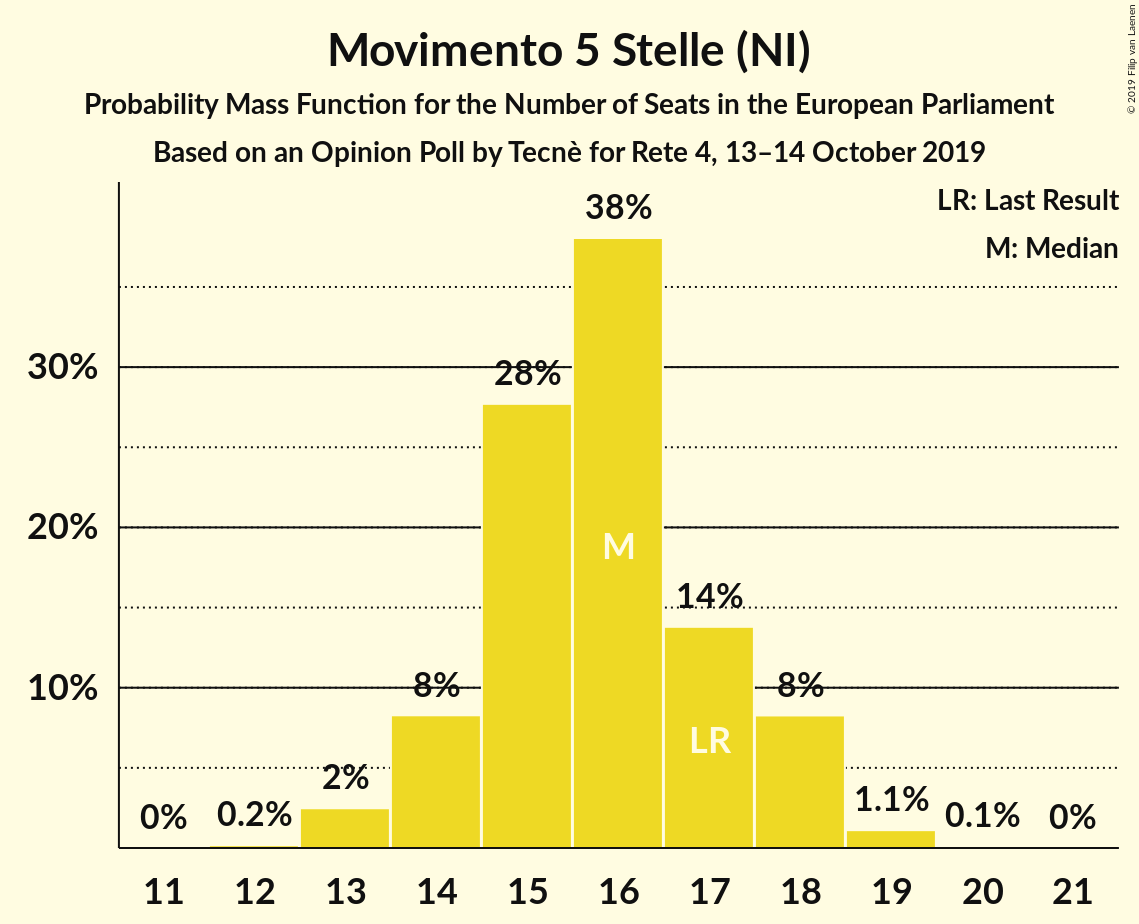 Movimento 5 Stelle (NI)
Probability Mass Function for the Number of Seats in the European Parliament
Based on an Opinion Poll by Tecnè for Rete 4, 13–14 October 2019
© 2019 Filip van Laenen
LR: Last Result
M: Median
38%
30%
28%
20%
M
14%
10%
8%
8%
LR
2%
0%
0.2%
1.1%
0.1%
0%
11 12 13 14 15 16 17 18 19 20 21